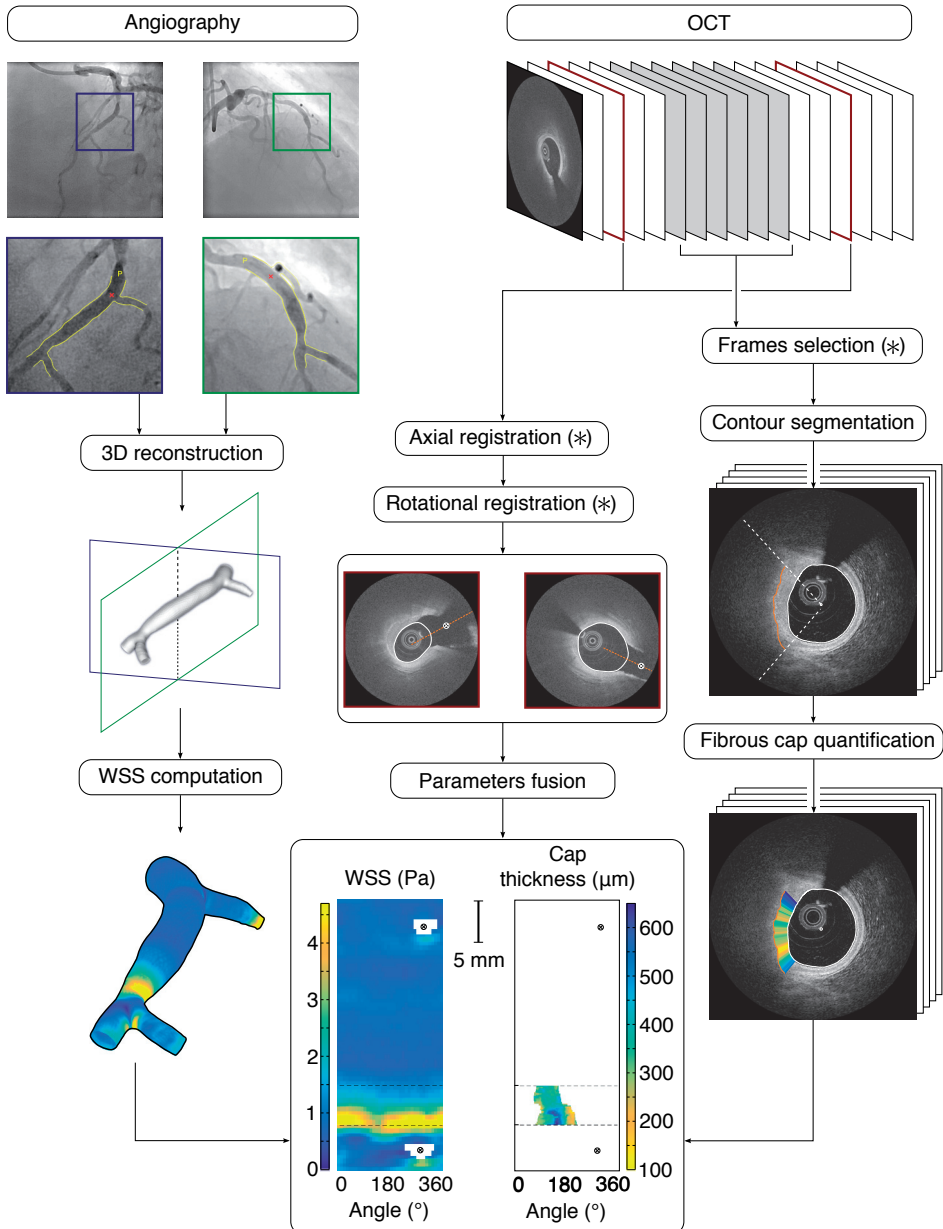 Angiography
OCT
P
P
Frames selection (∗)
Axial registration (∗)
Contour segmentation
3D reconstruction
Rotational registration (∗)
Fibrous cap quantification
WSS computation
Parameters fusion
WSS (Pa)
Cap
thickness (μm)
5 mm
4
3
2
1
0
600
500
400
300
200
100
0 180 360
0 180 360
Angle (°)
Angle (°)